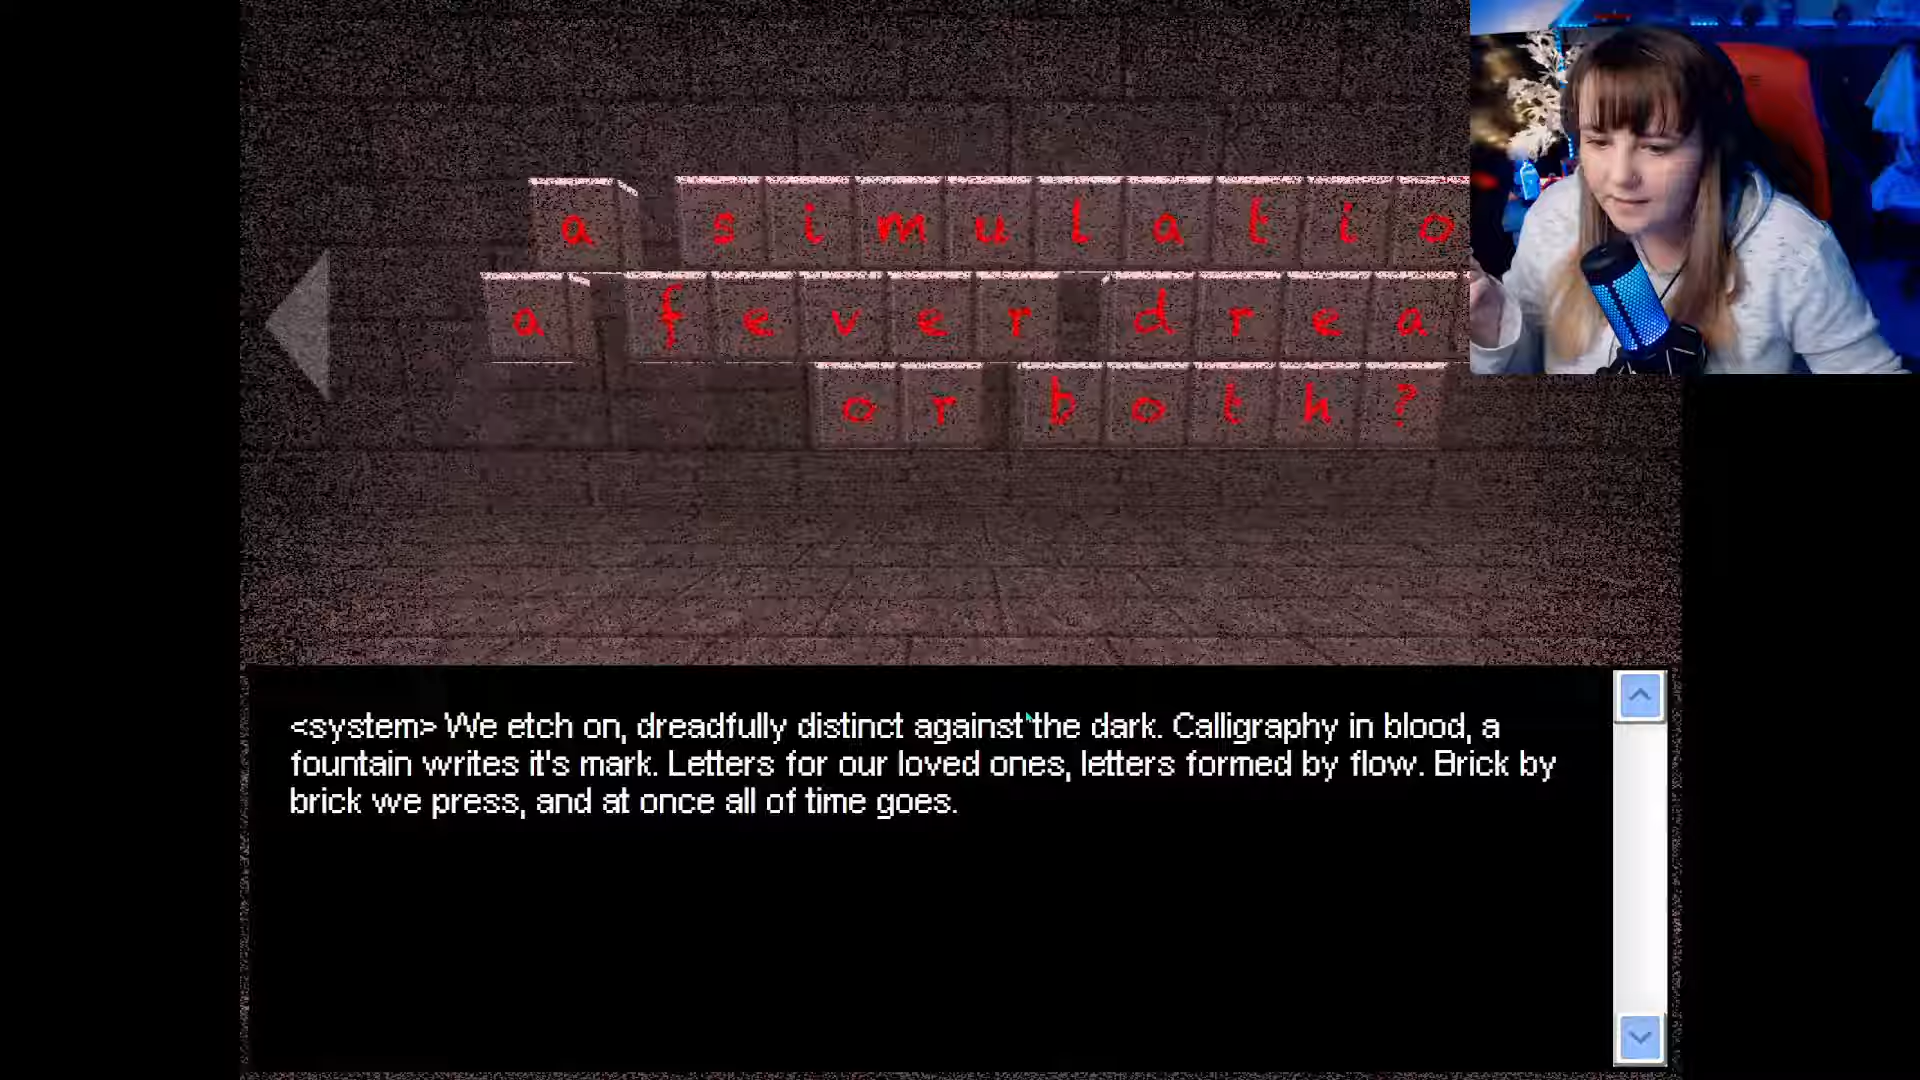 a simulatio
a fever drea
or both?
<system> We etch on, dreadfully distinct against the dark. Calligraphy in blood, a
fountain writes it's mark. Letters for our loved ones, letters formed by flow. Brick by
brick we press, and at once all of time goes.